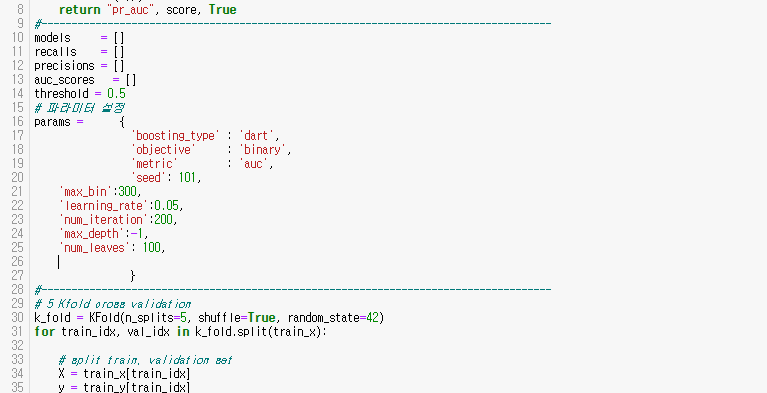 8 return "pr_auc", score, True
9 #-------------------------------------------------------------------------------------
10 models = []
11 recalls = []
12 precisions = []
13 auc_scores = []
14 threshold = 0.5
15 # 파라미터 설정
16 params = {
17 'boosting_type' : 'dart',
18 'objective' : 'binary',
19 'metric' : 'auc',
20 'seed': 101,
21 'max_bin':300,
22 'learning_rate':0.05,
23 'num_iteration':200,
24 'max_depth':-1,
25 'num_leaves': 100,
26
27 }
28 #-------------------------------------------------------------------------------------
29 # 5 Kfold cross validation
30 k_fold = KFold(n_splits=5, shuffle=True, random_state=42)
31 for train_idx, val_idx in k_fold.split(train_x):
32
33 # split train, validation set
34 X = train_x[train_idx]
35 y = train_y[train_idx]